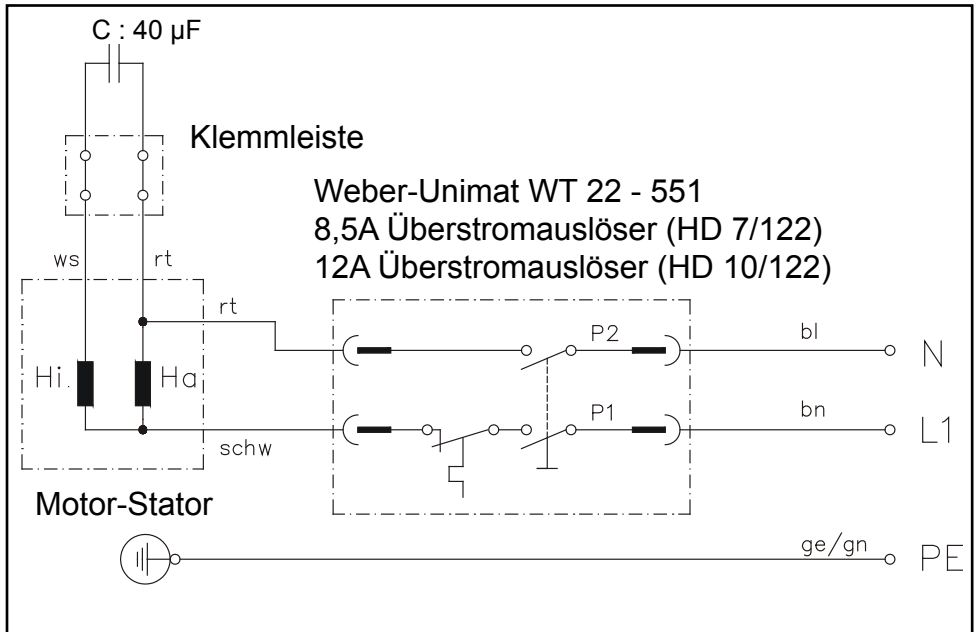 C : 40 µF
Klemmleiste
Weber-Unimat WT 22 - 551
8,5A Überstromauslöser (HD 7/122)
12A Überstromauslöser (HD 10/122)
ws
rt
rt
P2
bl
N
Hi.
Ha
P1
bn
L1
schw
Motor-Stator
ge/gn
PE